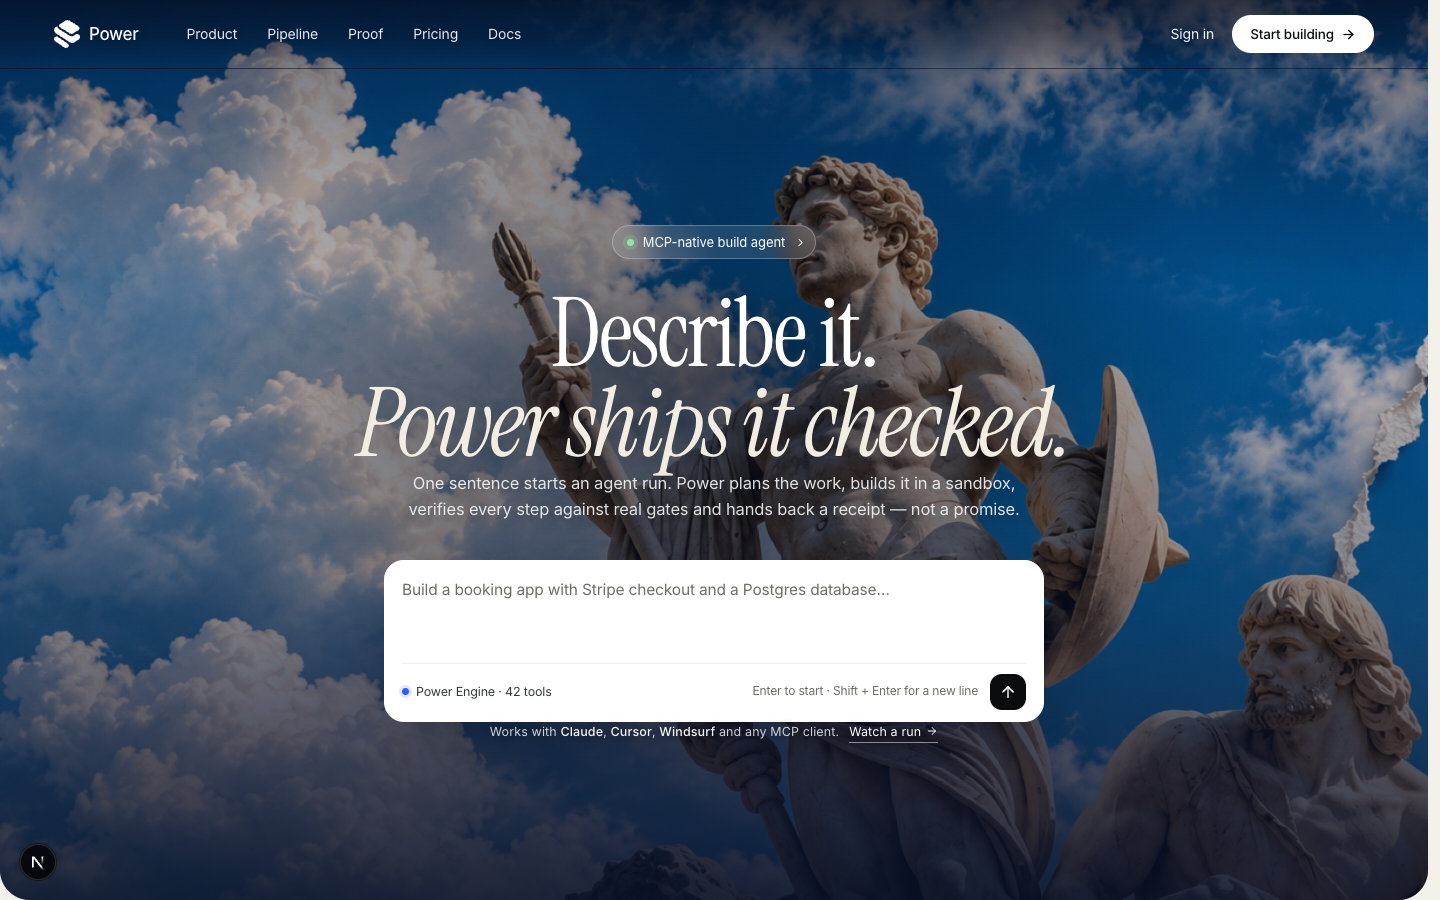 Power
Product
Pipeline
Proof
Pricing
Docs
Sign in
Start building
MCP-native build agent
Describe it.
Power ships it checked.
One sentence starts an agent run. Power plans the work, builds it in a sandbox,
verifies every step against real gates and hands back a receipt — not a promise.
Build a booking app with Stripe checkout and a Postgres database...
Power Engine · 42 tools
Enter to start · Shift + Enter for a new line
Works with Claude, Cursor, Windsurf and any MCP client. Watch a run
N